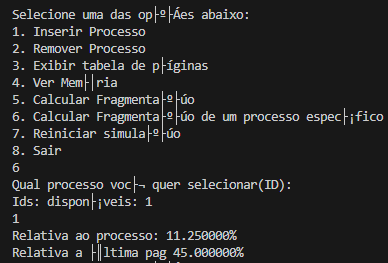 Selecione uma das op├º├Áes abaixo:
1. Inserir Processo
2. Remover Processo
3. Exibir tabela de p├íginas
4. Ver Mem├│ria
5. Calcular Fragmenta├º├úo
6. Calcular Fragmenta├º├úo de um processo espec├¡fico
7. Reiniciar simula├º├úo
8. Sair
6
Qual processo voc├¬ quer selecionar(ID):
Ids: dispon├¡veis: 1
1
Relativa ao processo: 11.250000%
Relativa a ├║ltima pag 45.000000%